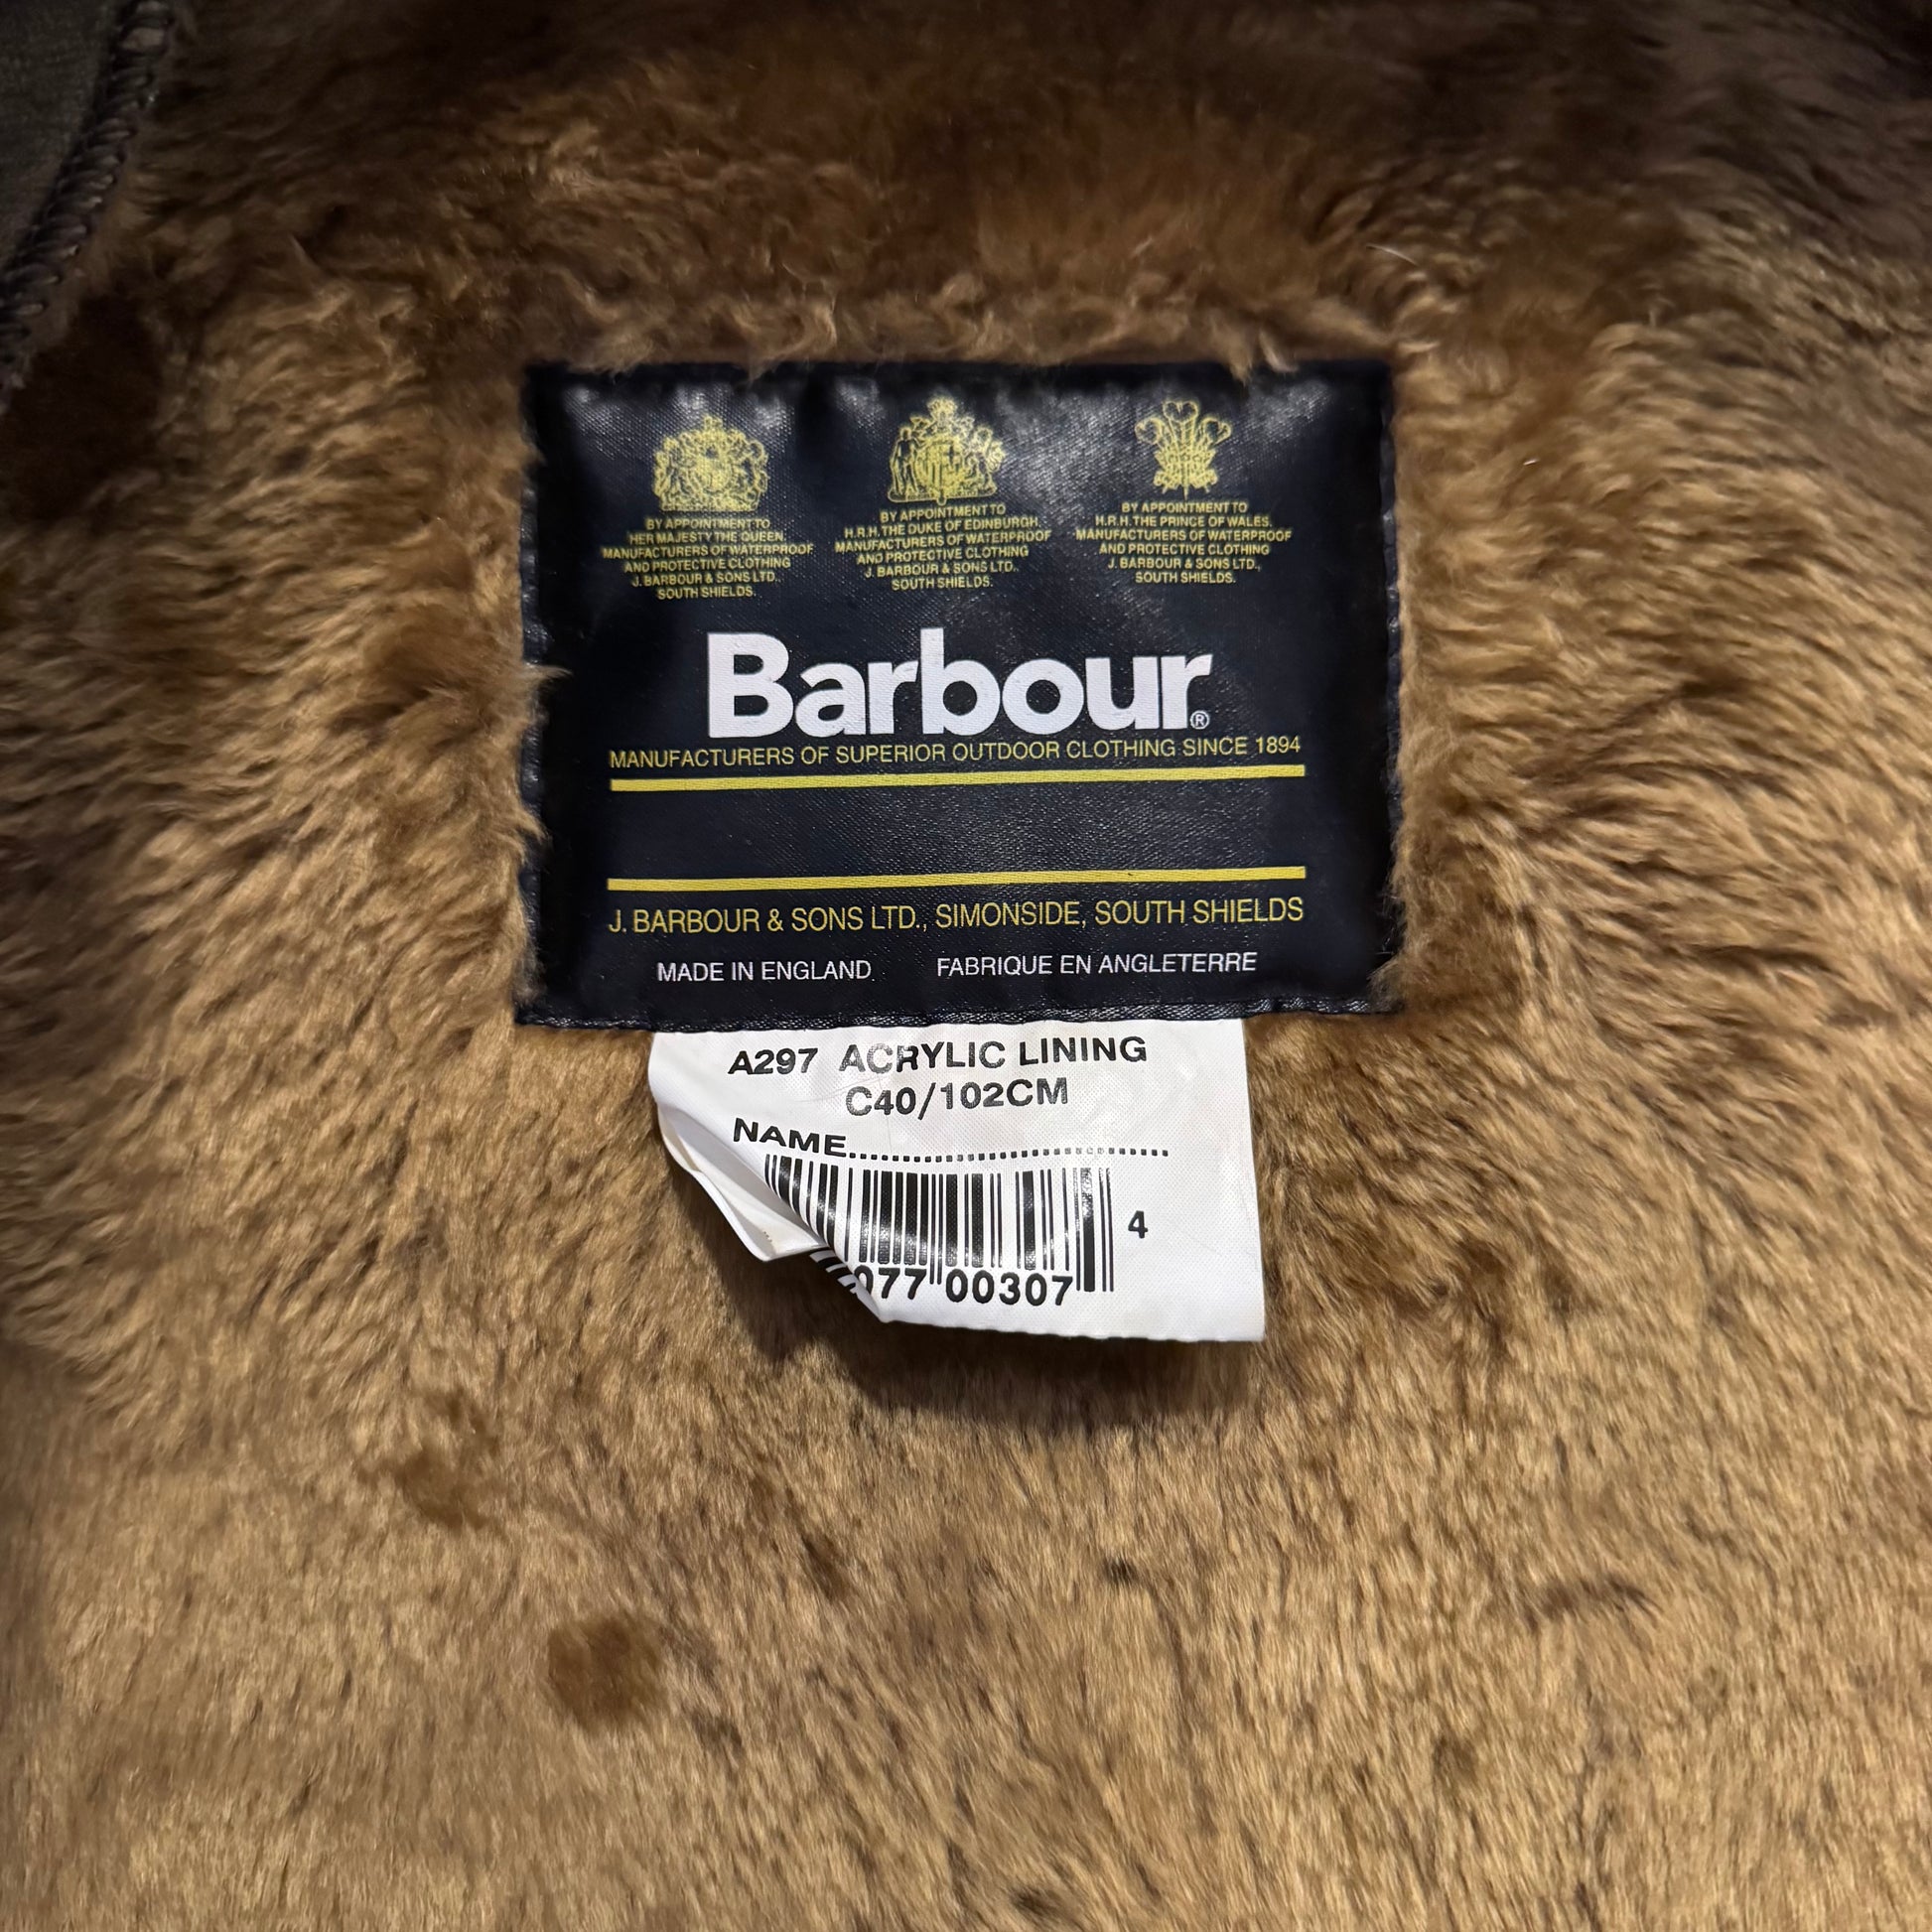 BY APPOINTMENT TO
HER MAJESTY THE QUEEN
MANUFACTURERS OF WATERPROOF
AND PROTECTIVE CLOTHING
J. BARBOUR & SONS LTD.
SOUTH SHIELDS.
BY APPOINTMENT TO
H.R.H. THE DUKE OF EDINBURGH,
MANUFACTURERS OF WATERPROOF
AND PROTECTIVE CLOTHING
J. BARBOUR & SONS LTD.
SOUTH SHIELDS.
BY APPOINTMENT TO
H.R.H. THE PRINCE OF WALES.
MANUFACTURERS OF WATERPROOF
AND PROTECTIVE CLOTHING
J. BARBOUR & SONS LTD.,
SOUTH SHIELDS.
Barbour®
MANUFACTURERS OF SUPERIOR OUTDOOR CLOTHING SINCE 1894
J. BARBOUR & SONS LTD., SIMONSIDE, SOUTH SHIELDS
MADE IN ENGLAND FABRIQUE EN ANGLETERRE
A297 ACRYLIC LINING
C40/102CM
NAME..............................
4
077 00307